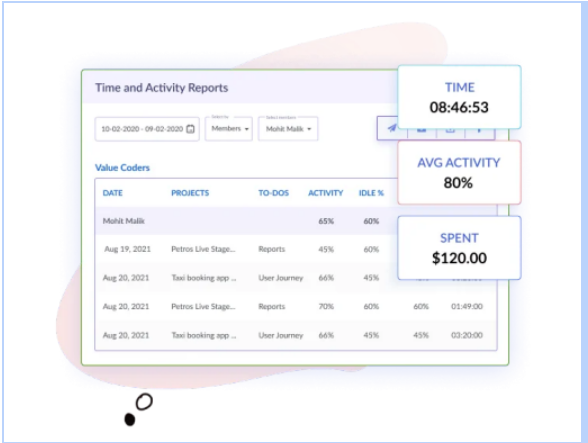 Time and Activity Reports
TIME
08:46:53
10-02-2020 - 09-02-2020
Members
Mohit Malik
AVG ACTIVITY
80%
Value Coders
DATE PROJECTS TO-DOS ACTIVITY IDLE %
Mohit Malik 65% 60%
SPENT
$120.00
Aug 19, 2021 Petros Live Stage... Reports 45% 60%
Aug 20, 2021 Taxi booking app ... User Journey 66% 45%
Aug 20, 2021 Petros Live Stage... Reports 70% 60% 60% 01:49:00
Aug 20, 2021 Taxi booking app ... User Journey 66% 45% 45% 03:20:00